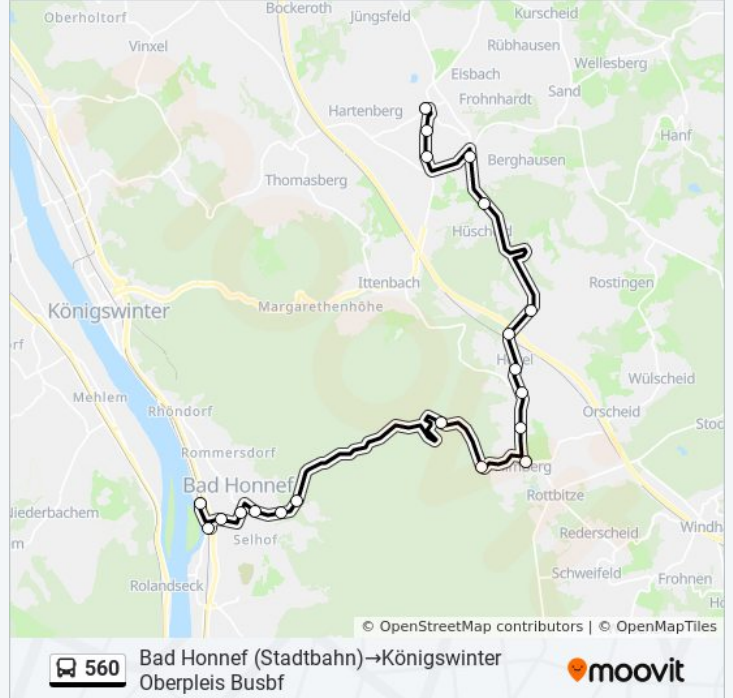 Bockeroth
Jüngsfeld
Kurscheid
Oberholtorf
Vinxel
Rübhausen
Wellesberg
Eisbach
Sand
Frohnhardt
Hartenberg
Hanf
Berghausen
Thomasberg
Hüsche
Ittenbach
Rostingen
Margarethenhöhe
Königswinter
Wülscheid
Mehlem
Rhöndorf
Orscheid
Rommersdorf
Bad Honnef
Rottbitze
Selhof
Rederscheid
Windh
Schweifeld
Frohnen
Rolandseck
© OpenStreetMap contributors | © OpenMapTiles
560
Bad Honnef (Stadtbahn)→Königswinter
Oberpleis Busbf
moovit